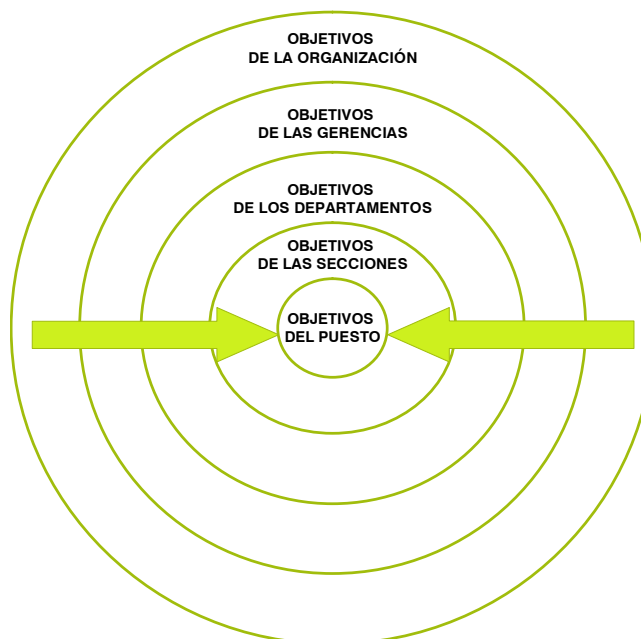 OBJETIVOS
DE LA ORGANIZACIÓN
OBJETIVOS
DE LAS GERENCIAS
OBJETIVOS
DE LOS DEPARTAMENTOS
OBJETIVOS
DE LAS SECCIONES
OBJETIVOS
DEL PUESTO